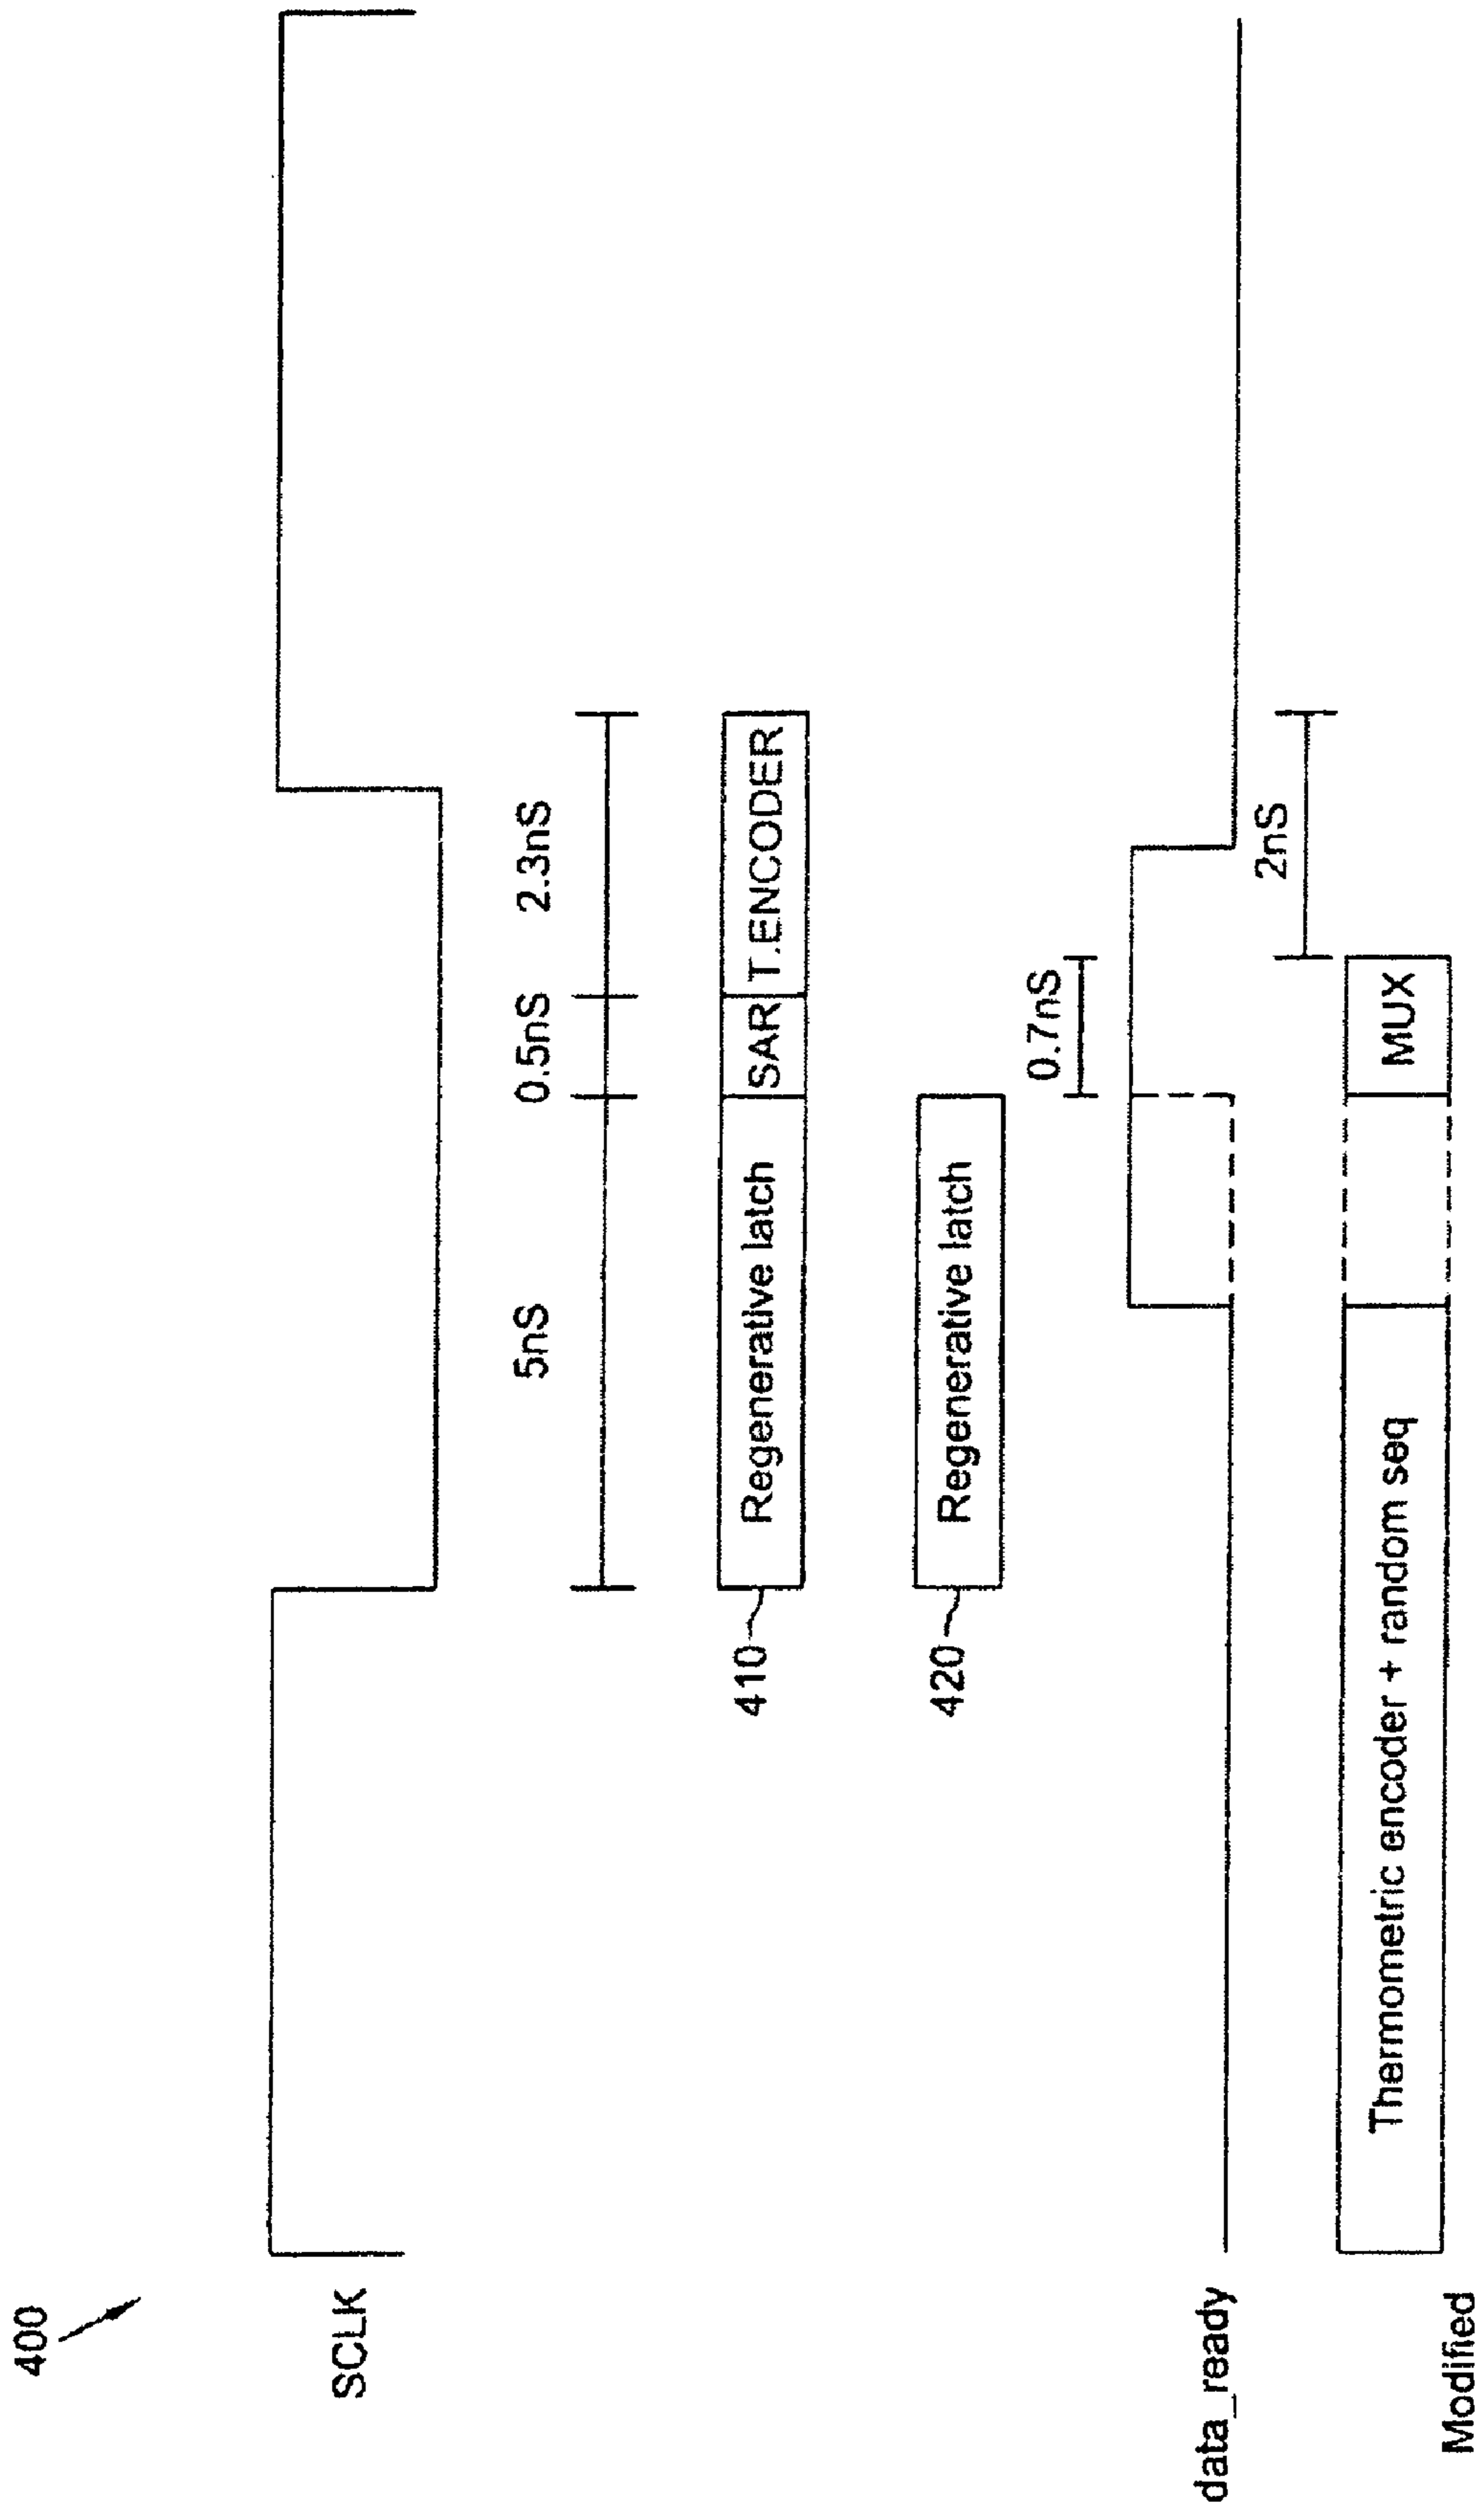 400
SCLK
5nS
0.5nS
2.3nS
410
Regenerative latch
SAR
T.ENCODER
420
Regenerative latch
0.7nS
data_ready
2nS
Modified
Thermometric encoder + random seq
MUX